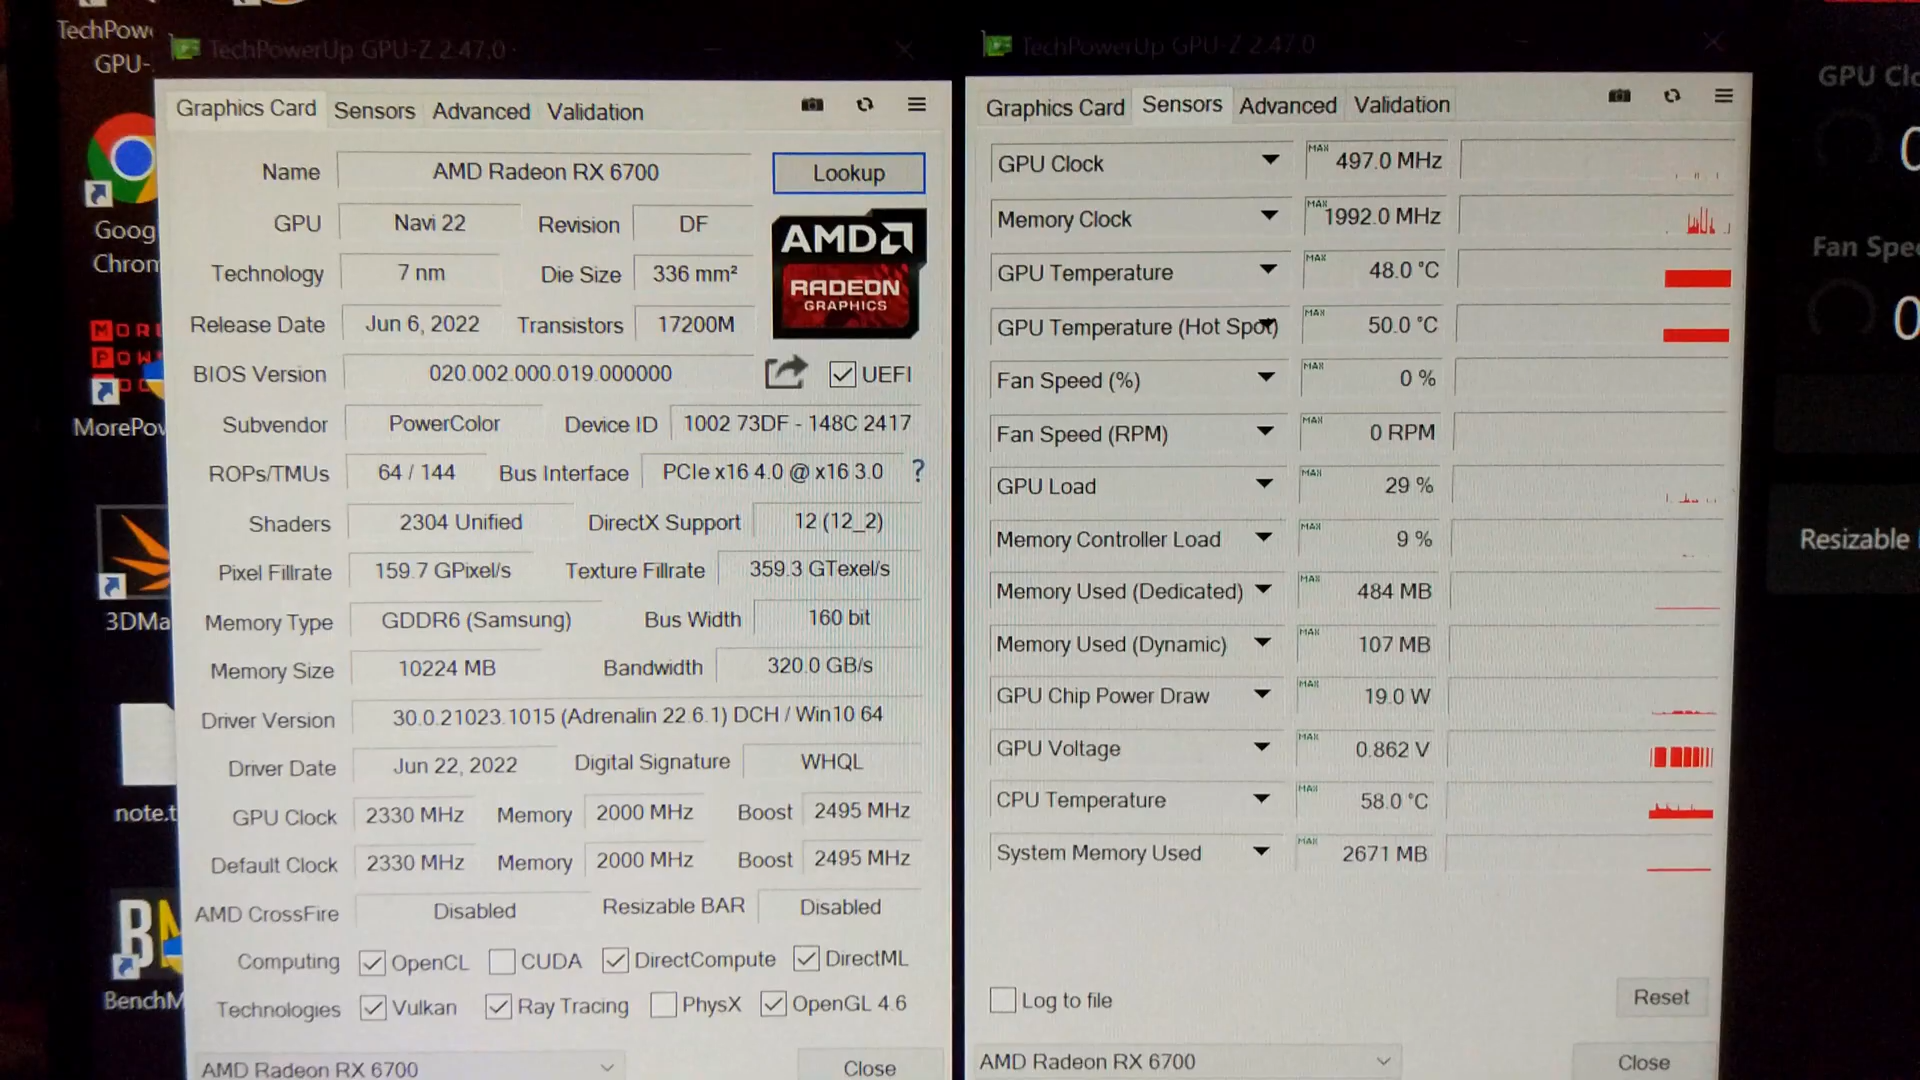 TechPow
GPU-
Goog
Chrom
MORE
POW
MorePow
3DMa
note.t
BM
BenchM
TechPowerUp GPU-Z 2.47.0
Graphics Card Sensors Advanced Validation
Name AMD Radeon RX 6700 Lookup
GPU Navi 22 Revision DF
AMD
RADEON
GRAPHICS
Technology 7 nm Die Size 336 mm²
Release Date Jun 6, 2022 Transistors 17200M
BIOS Version 020.002.000.019.000000 UEFI
Subvendor PowerColor Device ID 1002 73DF - 148C 2417
ROPs/TMUs 64 / 144 Bus Interface PCIe x16 4.0 @ x16 3.0 ?
Shaders 2304 Unified DirectX Support 12 (12_2)
Pixel Fillrate 159.7 GPixel/s Texture Fillrate 359.3 GTexel/s
Memory Type GDDR6 (Samsung) Bus Width 160 bit
Memory Size 10224 MB Bandwidth 320.0 GB/s
Driver Version 30.0.21023.1015 (Adrenalin 22.6.1) DCH / Win10 64
Driver Date Jun 22, 2022 Digital Signature WHQL
GPU Clock 2330 MHz Memory 2000 MHz Boost 2495 MHz
Default Clock 2330 MHz Memory 2000 MHz Boost 2495 MHz
AMD CrossFire Disabled Resizable BAR Disabled
Computing OpenCL CUDA DirectCompute DirectML
Technologies Vulkan Ray Tracing PhysX OpenGL 4.6
AMD Radeon RX 6700 Close
TechPowerUp GPU-Z 2.47.0
Graphics Card Sensors Advanced Validation
GPU Clock MAX 497.0 MHz
Memory Clock MAX 1992.0 MHz
GPU Temperature MAX 48.0 °C
GPU Temperature (Hot Spot) MAX 50.0 °C
Fan Speed (%) MAX 0 %
Fan Speed (RPM) MAX 0 RPM
GPU Load MAX 29 %
Memory Controller Load MAX 9 %
Memory Used (Dedicated) MAX 484 MB
Memory Used (Dynamic) MAX 107 MB
GPU Chip Power Draw MAX 19.0 W
GPU Voltage MAX 0.862 V
CPU Temperature MAX 58.0 °C
System Memory Used MAX 2671 MB
Log to file Reset
AMD Radeon RX 6700 Close
GPU Clo
0
Fan Spee
0
Resizable